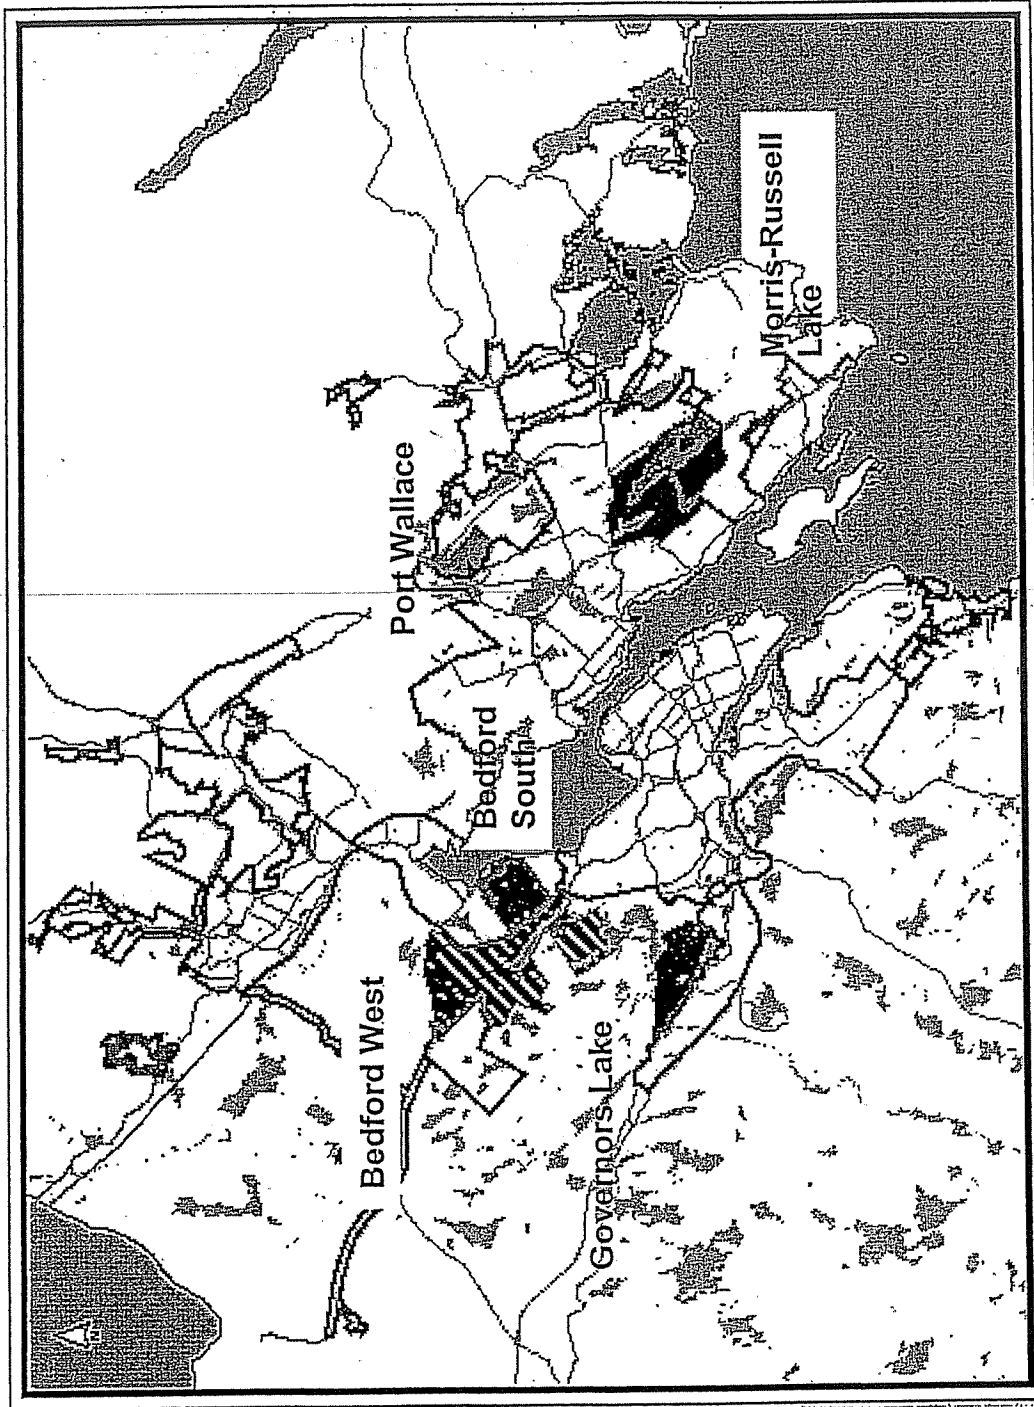 Port Wallace
Morris-Russell
Lake
Bedford
South
Bedford West
Governors Lake